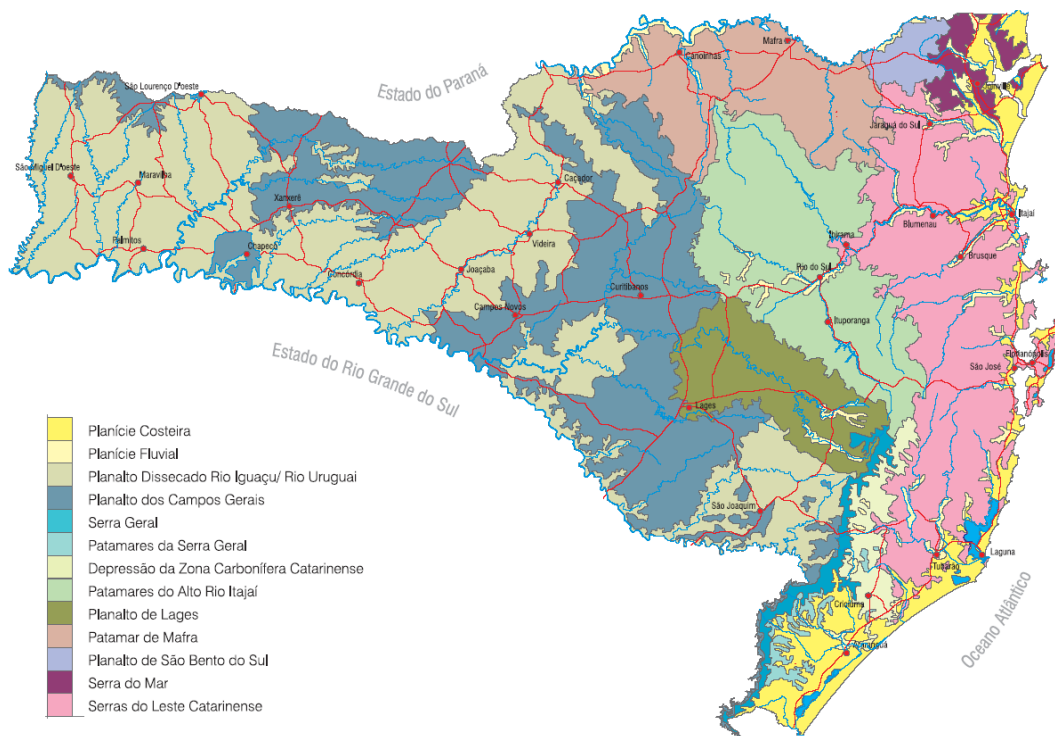 Mafra
Canoinhas
Estado do Paraná
São Lourenço D'oeste
Joinville
Jaraguá do Sul
São Miguel D'oeste
Maravilha
Caçador
Xanxerê
Itajaí
Blumenau
Videira
Ibirama
Palmitos
Chapecó
Brusque
Joaçaba
Rio do Sul
Concórdia
Curitibanos
Campos Novos
Ituporanga
Florianópolis
São José
Estado do Rio Grande do Sul
Lages
Planície Costeira
Planície Fluvial
Planalto Dissecado Rio Iguaçu/ Rio Uruguai
Planalto dos Campos Gerais
Serra Geral
Patamares da Serra Geral
Depressão da Zona Carbonífera Catarinense
Patamares do Alto Rio Itajaí
Planalto de Lages
Patamar de Mafra
Planalto de São Bento do Sul
Serra do Mar
Serras do Leste Catarinense
São Joaquim
Laguna
Tubarão
Criciúma
Araranguá
Oceano Atlântico